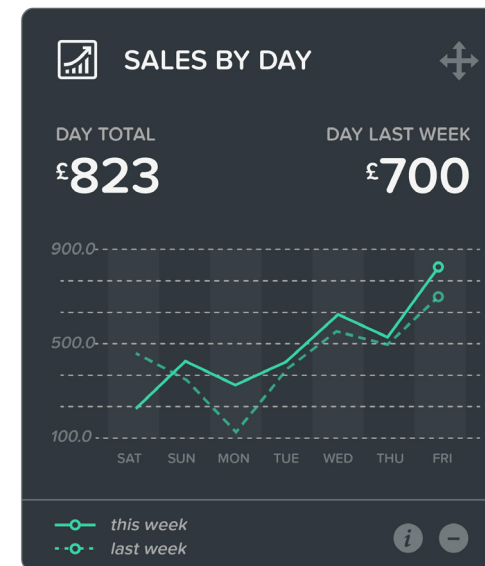 SALES BY DAY
DAY TOTAL
£823
DAY LAST WEEK
£700
900.0
500.0
100.0
SAT SUN MON TUE WED THU FRI
this week
last week
i